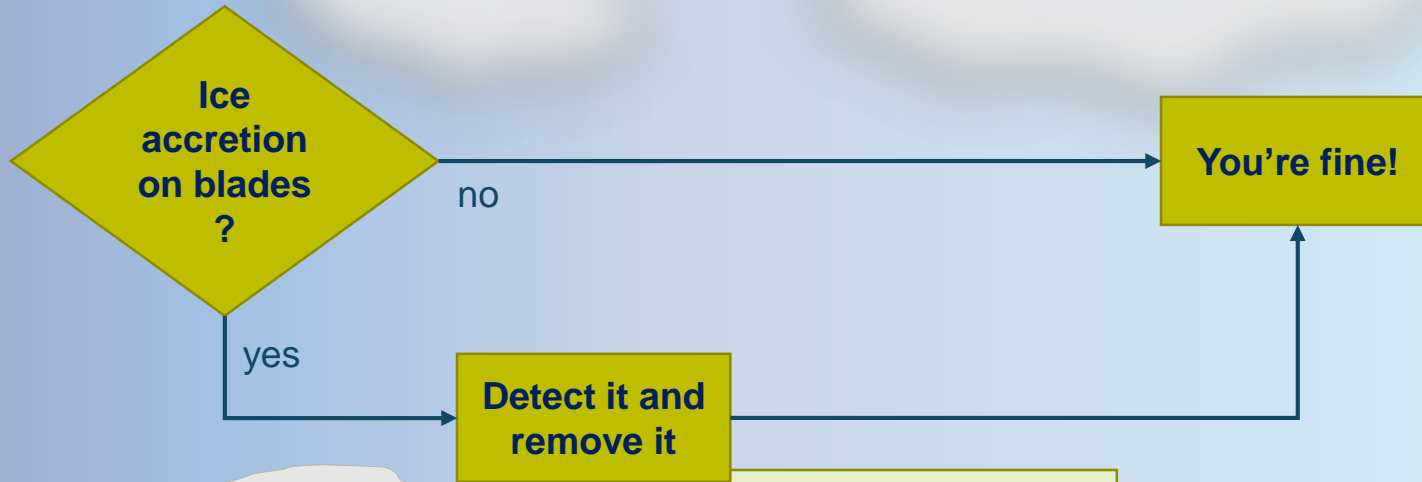 Ice
accretion
on blades
?
no
You’re fine!
yes
Detect it and
remove it